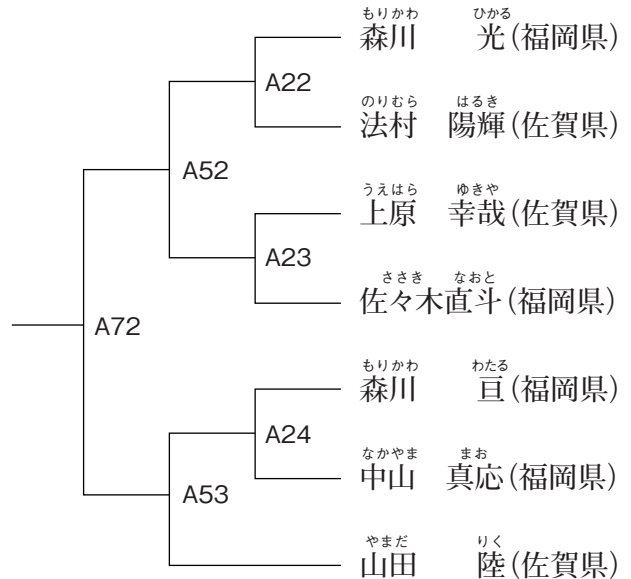 もりかわ ひかる
森川 光(福岡県)
A22
のりむら はるき
法村 陽輝(佐賀県)
A52
うえはら ゆきや
上原 幸哉(佐賀県)
A23
ささき なおと
佐々木直斗(福岡県)
A72
もりかわ わたる
森川 亘(福岡県)
A24
なかやま まお
中山 真応(福岡県)
A53
やまだ りく
山田 陸(佐賀県)